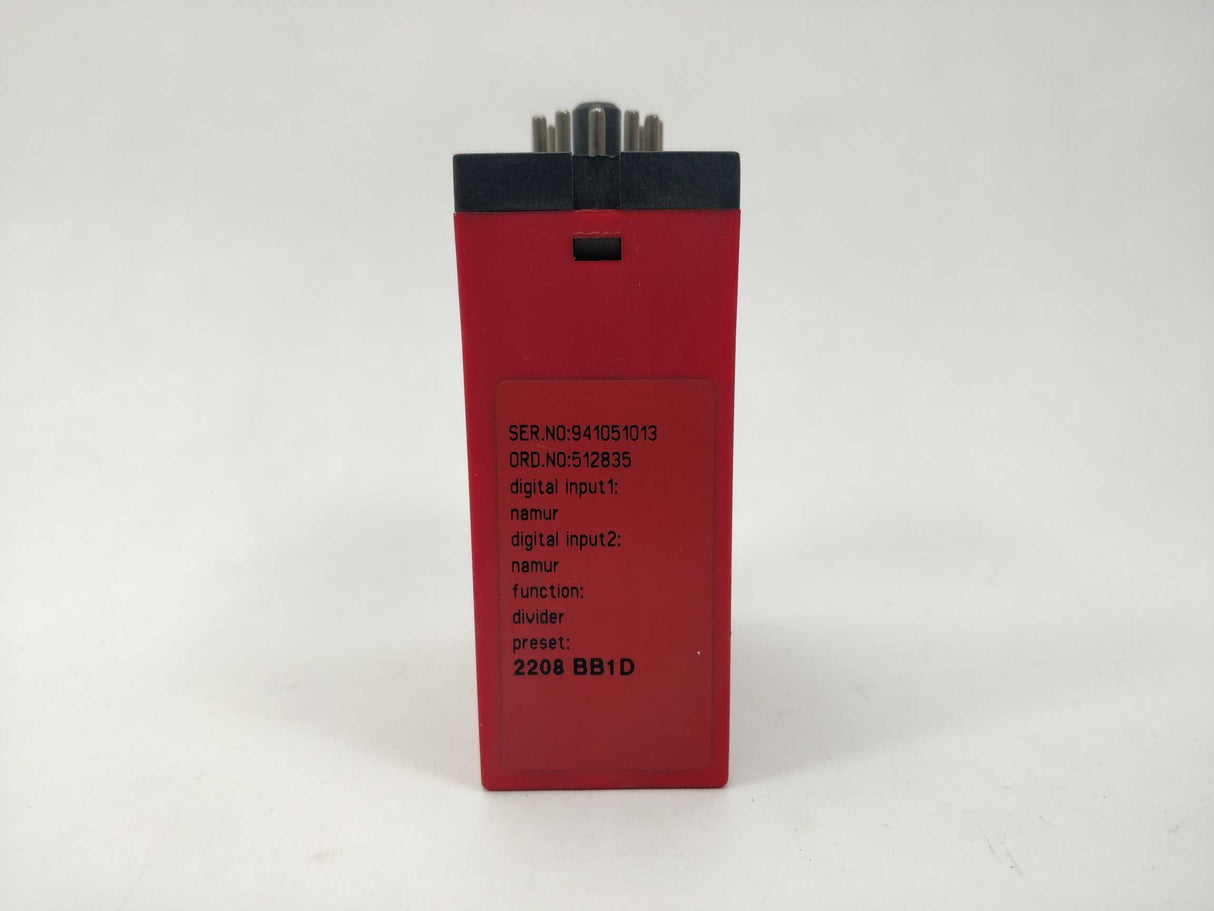 SER.NO:941051013
ORD.NO:512835
digital input1:
namur
digital input2:
namur
function:
divider
preset:
2208 BB1D